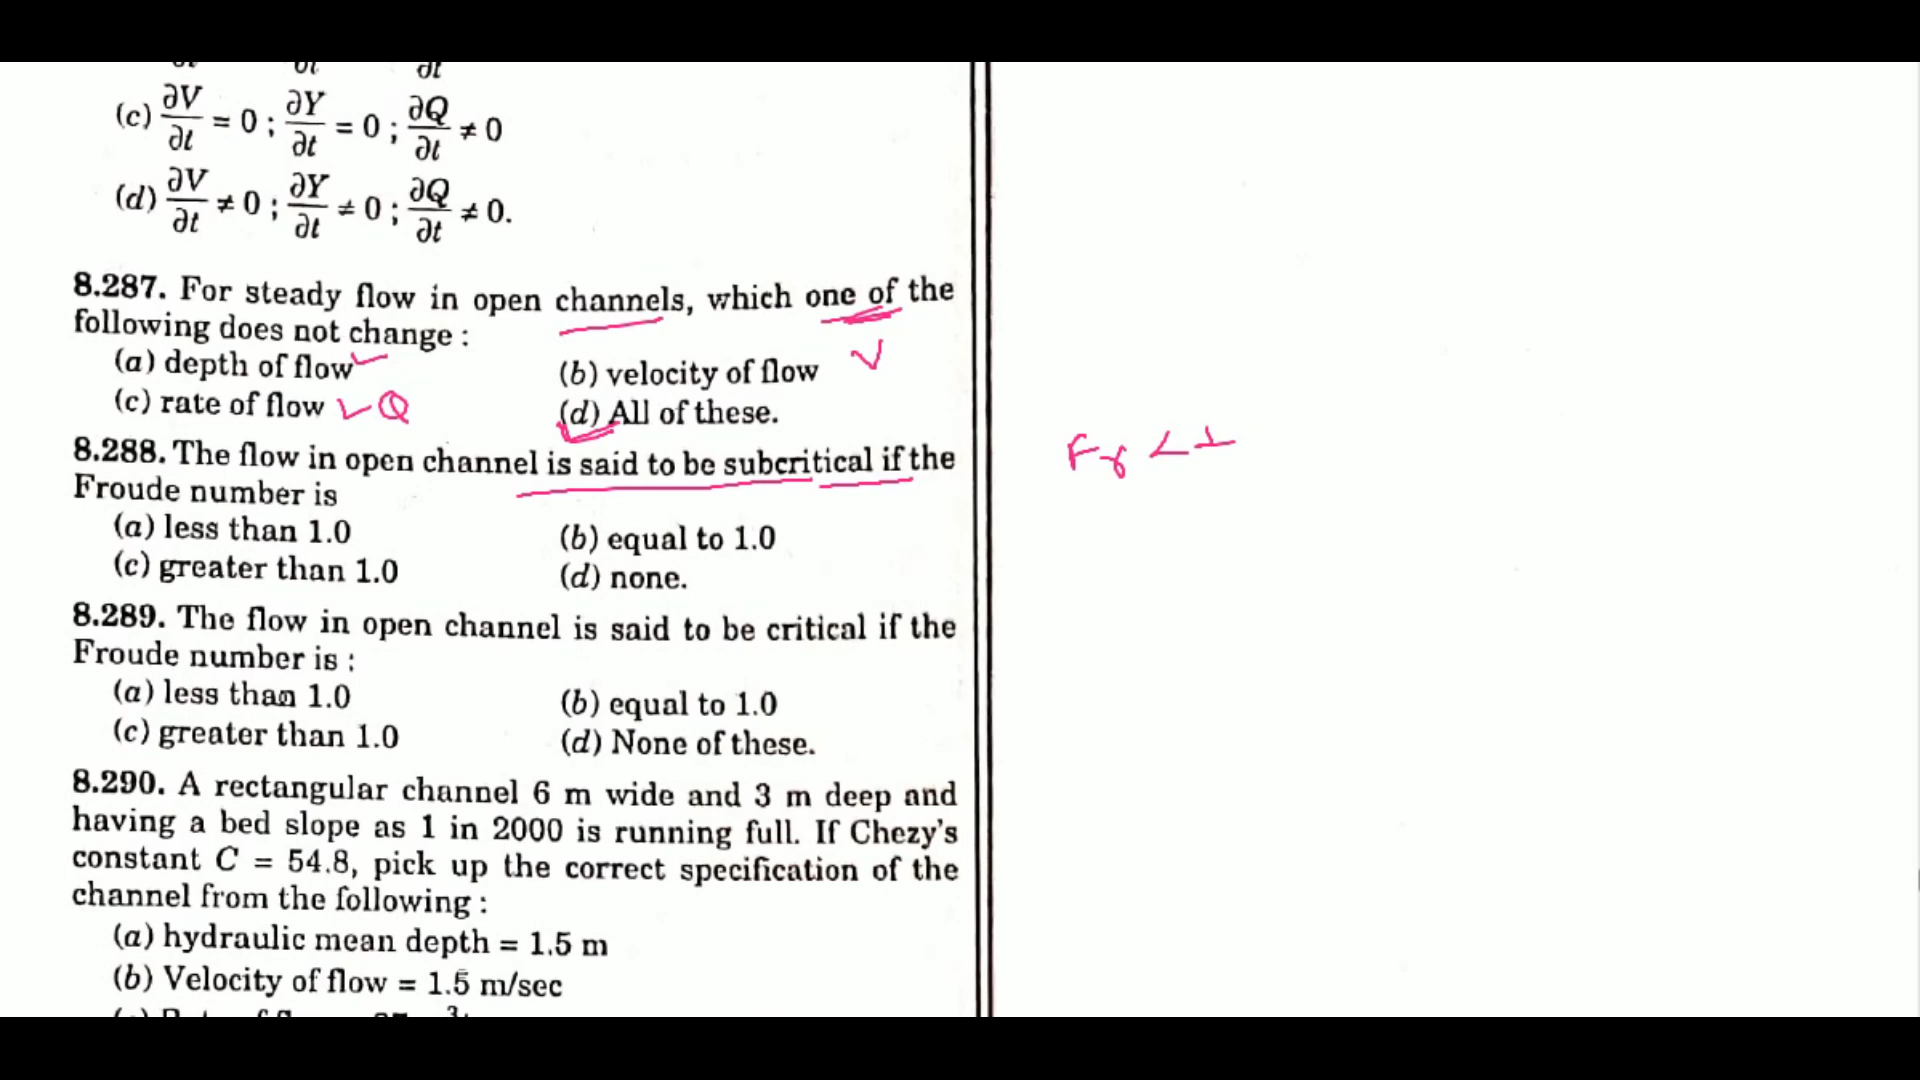 ∂t ∂t ∂t
(c) ∂V/∂t = 0 ; ∂Y/∂t = 0 ; ∂Q/∂t ≠ 0
(d) ∂V/∂t ≠ 0 ; ∂Y/∂t ≠ 0 ; ∂Q/∂t ≠ 0.
8.287. For steady flow in open channels, which one of the
following does not change :
(a) depth of flow (b) velocity of flow V
(c) rate of flow Q (d) All of these.
8.288. The flow in open channel is said to be subcritical if the
Froude number is
(a) less than 1.0 (b) equal to 1.0
(c) greater than 1.0 (d) none.
8.289. The flow in open channel is said to be critical if the
Froude number is :
(a) less than 1.0 (b) equal to 1.0
(c) greater than 1.0 (d) None of these.
8.290. A rectangular channel 6 m wide and 3 m deep and
having a bed slope as 1 in 2000 is running full. If Chezy's
constant C = 54.8, pick up the correct specification of the
channel from the following :
(a) hydraulic mean depth = 1.5 m
(b) Velocity of flow = 1.5 m/sec
Fr < 1